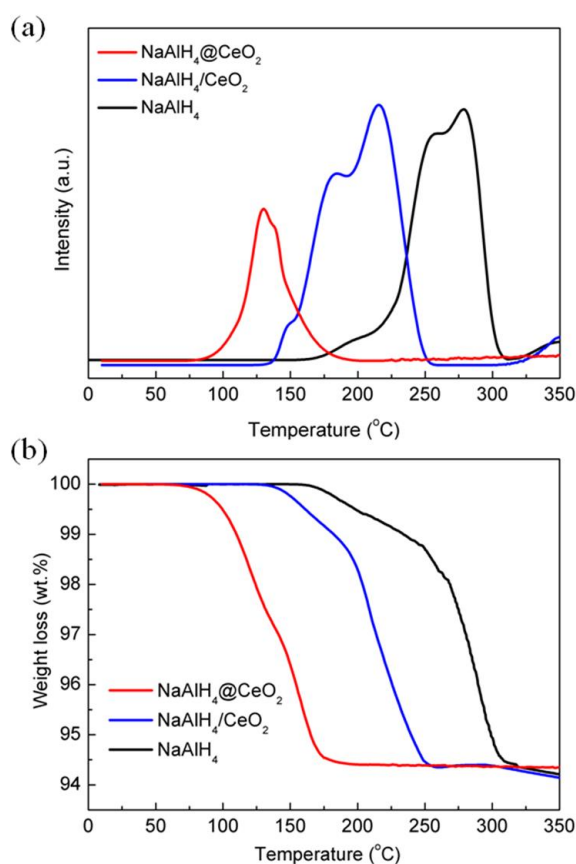 (a)
NaAlH₄@CeO₂
NaAlH₄/CeO₂
NaAlH₄
Intensity (a.u.)
0 50 100 150 200 250 300 350
Temperature (°C)
(b)
100
99
98
97
96
95
94
Weight loss (wt.%)
NaAlH₄@CeO₂
NaAlH₄/CeO₂
NaAlH₄
0 50 100 150 200 250 300 350
Temperature (°C)